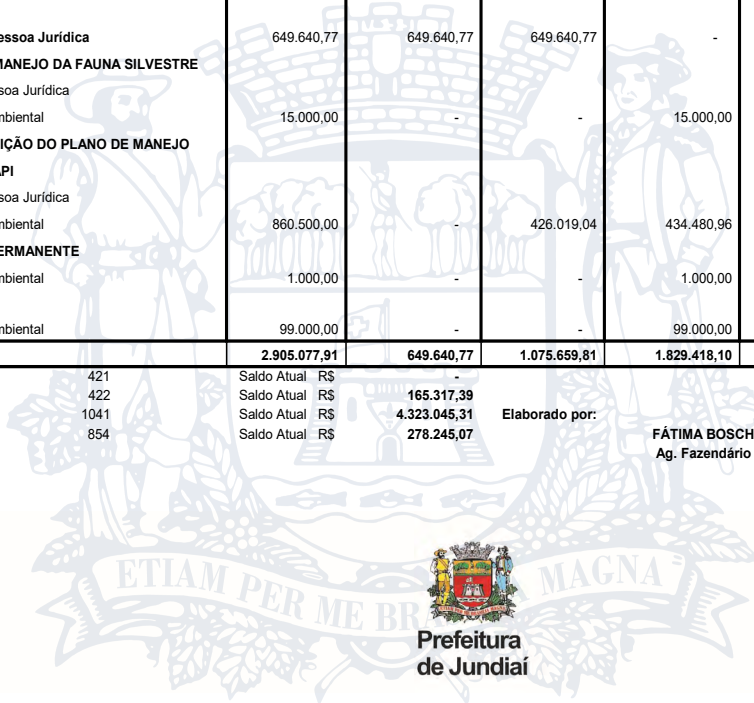 essoa Jurídica 649.640,77 649.640,77 649.640,77 -
MANEJO DA FAUNA SILVESTRE
soa Jurídica
mbiental 15.000,00 - - 15.000,00
IÇÃO DO PLANO DE MANEJO
API
soa Jurídica
mbiental 860.500,00 - 426.019,04 434.480,96
ERMANENTE
mbiental 1.000,00 - - 1.000,00
mbiental 99.000,00 - - 99.000,00
2.905.077,91 649.640,77 1.075.659,81 1.829.418,10
421 Saldo Atual R$ -
422 Saldo Atual R$ 165.317,39
1041 Saldo Atual R$ 4.323.045,31 Elaborado por:
854 Saldo Atual R$ 278.245,07 FÁTIMA BOSCH
Ag. Fazendário
ETIAM PER ME BR MAGNA
Prefeitura
de Jundiaí